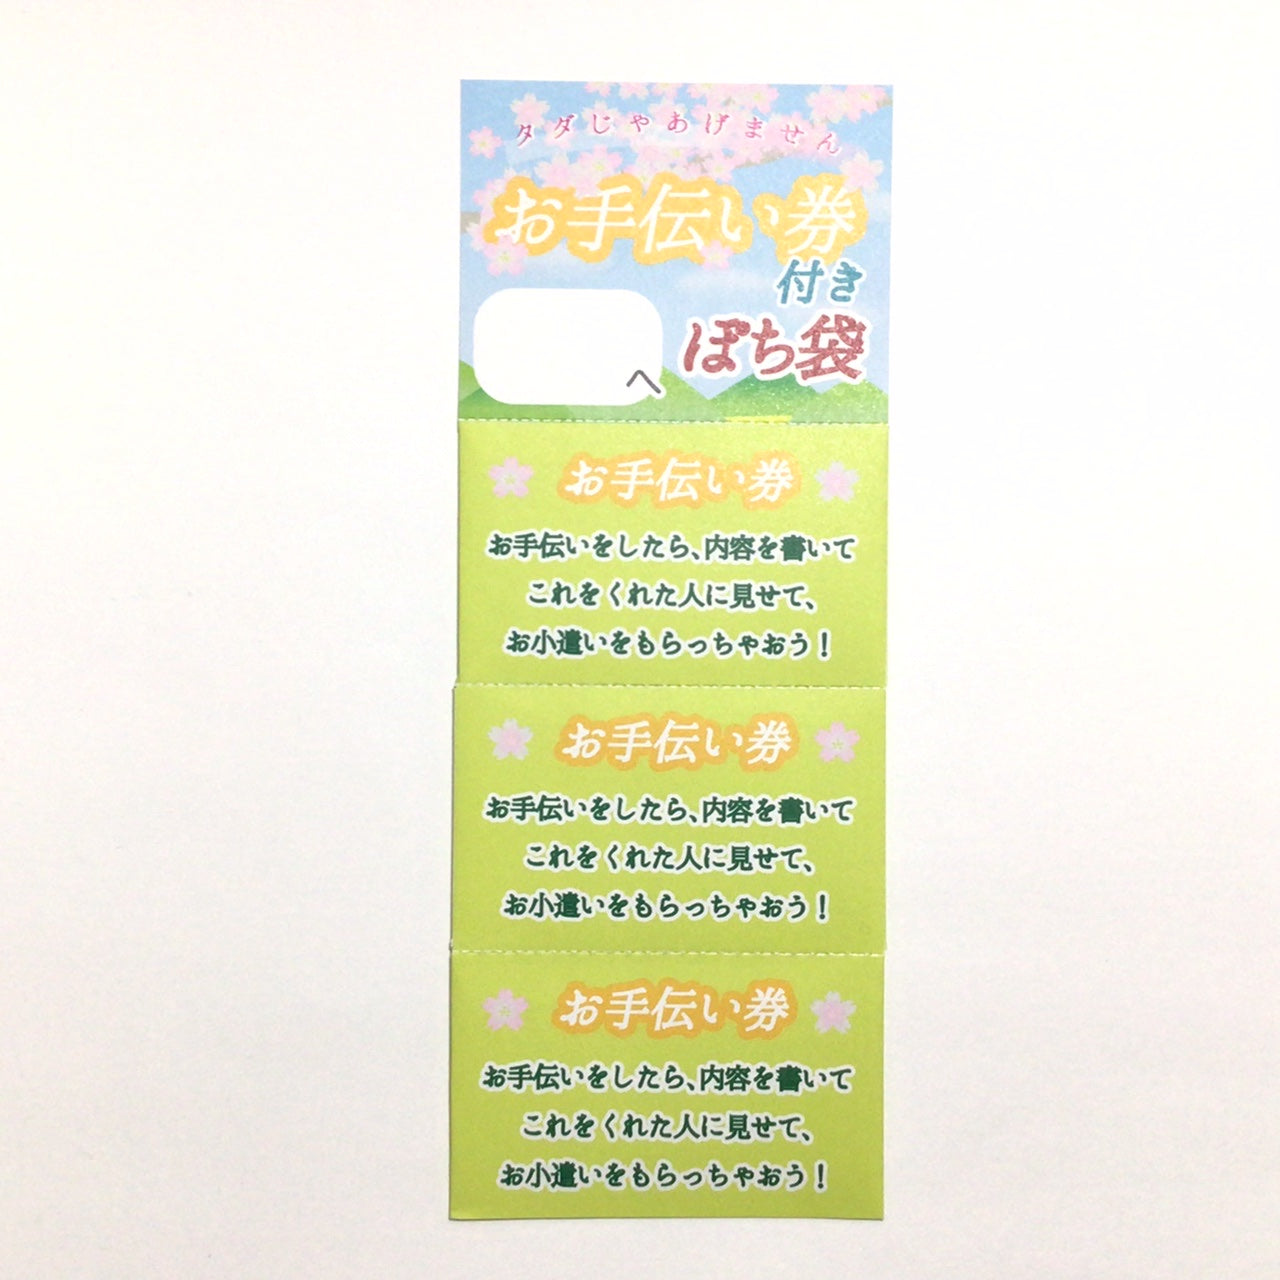 タダじゃあげません
お手伝い券
付き
ぽち袋
へ
お手伝い券
お手伝いをしたら、内容を書いて
これをくれた人に見せて、
お小遣いをもらっちゃおう！
お手伝い券
お手伝いをしたら、内容を書いて
これをくれた人に見せて、
お小遣いをもらっちゃおう！
お手伝い券
お手伝いをしたら、内容を書いて
これをくれた人に見せて、
お小遣いをもらっちゃおう！